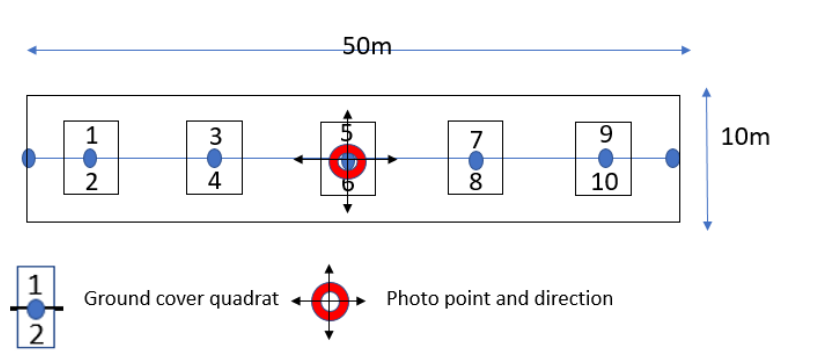 50m
1 3 5 7 9
10m
2 4 6 8 10
1
Ground cover quadrat Photo point and direction
2